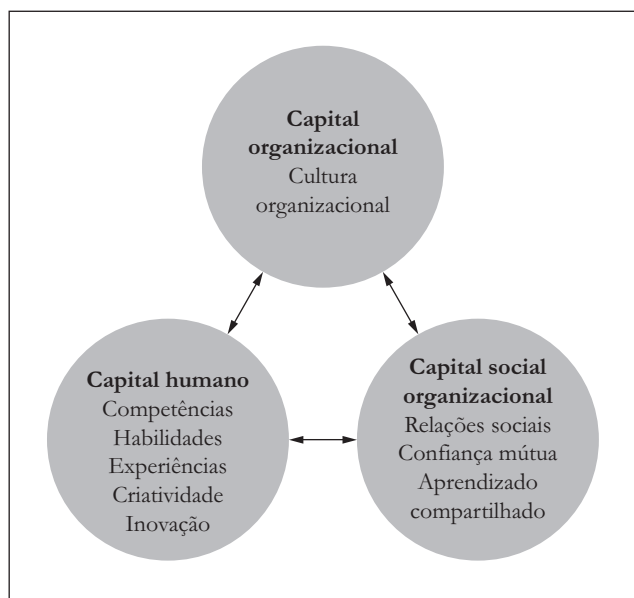 Capital
organizacional
Cultura
organizacional
Capital humano
Competências
Habilidades
Experiências
Criatividade
Inovação
Capital social
organizacional
Relações sociais
Confiança mútua
Aprendizado
compartilhado